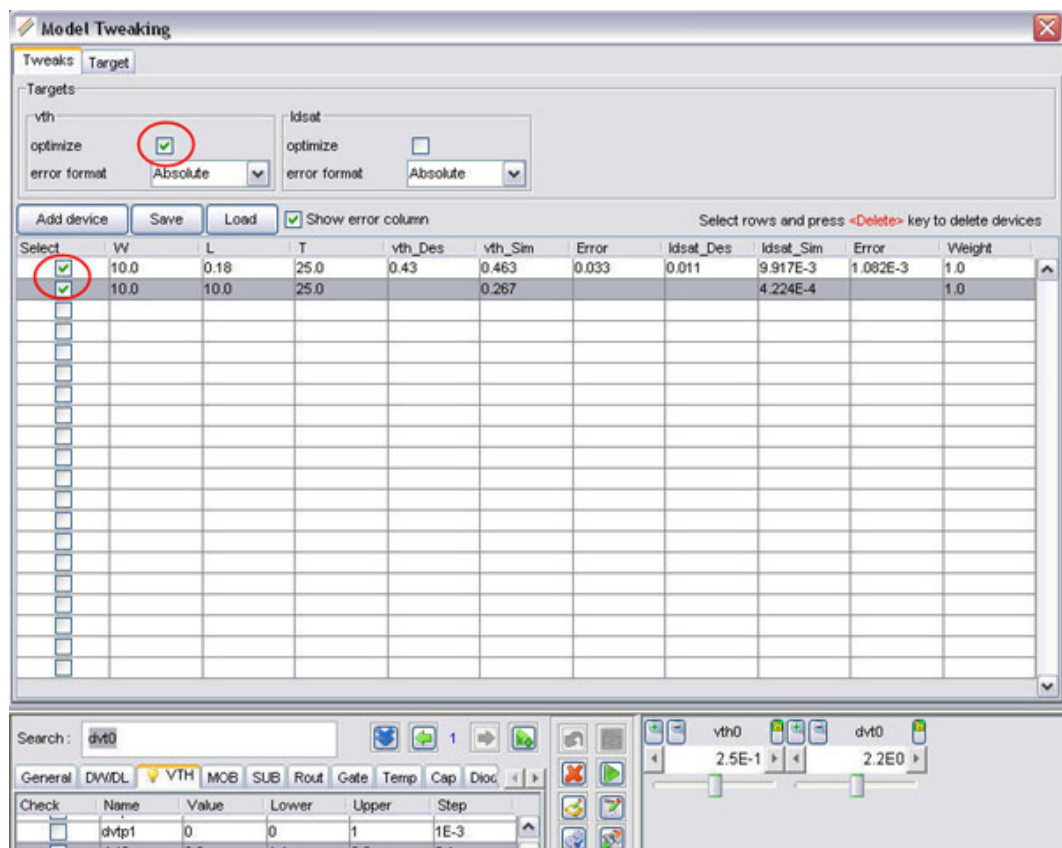 Model Tweaking
Tweaks Target
Targets
vth Idsat
optimize optimize
error format Absolute error format Absolute
Add device Save Load Show error column Select rows and press <Delete> key to delete devices
Select W L T vth_Des vth_Sim Error Idsat_Des Idsat_Sim Error Weight
10.0 0.18 25.0 0.43 0.463 0.033 0.011 9.917E-3 1.082E-3 1.0
10.0 10.0 25.0 0.267 4.224E-4 1.0
Search: dvt0 1 vth0 dvt0
2.5E-1 2.2E0
General DW/DL VTH MOB SUB Rout Gate Temp Cap
Check Name Value Lower Upper Step
dvtp1 0 0 1 1E-3